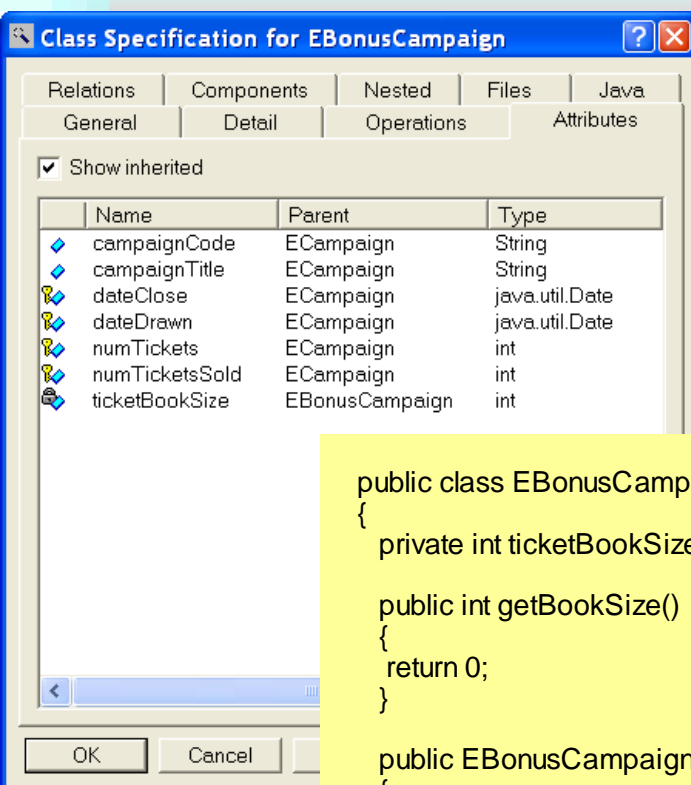 Class Specification for EBonusCampaign
Relations Components Nested Files Java
General Detail Operations Attributes
Show inherited
Name Parent Type
campaignCode ECampaign String
campaignTitle ECampaign String
dateClose ECampaign java.util.Date
dateDrawn ECampaign java.util.Date
numTickets ECampaign int
numTicketsSold ECampaign int
ticketBookSize EBonusCampaign int
public class EBonusCamp
{
private int ticketBookSize
public int getBookSize()
{
return 0;
}
public EBonusCampaign
{
OK Cancel